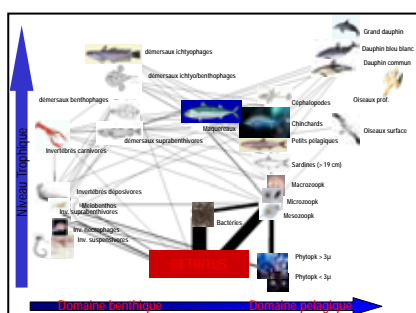 Grand dauphin
Dauphin bleu blanc
Dauphin commun
démersaux ichtyophages
démersaux ichtyo/benthophages
Oiseaux prof.
démersaux benthophages
Céphalopodes
Maquereaux
Chinchards
Oiseaux surface
démersaux suprabenthivores
Petits pélagiques
Invertébrés carnivores
Sardines (> 19 cm)
Macrozoopk
Invertébrés déposivores
Meiobenthos
Microzoopk
Inv. suprabenthivores
Mesozoopk
Bactéries
Inv. nécrophages
Inv. suspensivores
DETRITUS
Phytopk > 3µ
Phytopk < 3µ
Niveau Trophique
Domaine benthique
Domaine pélagique